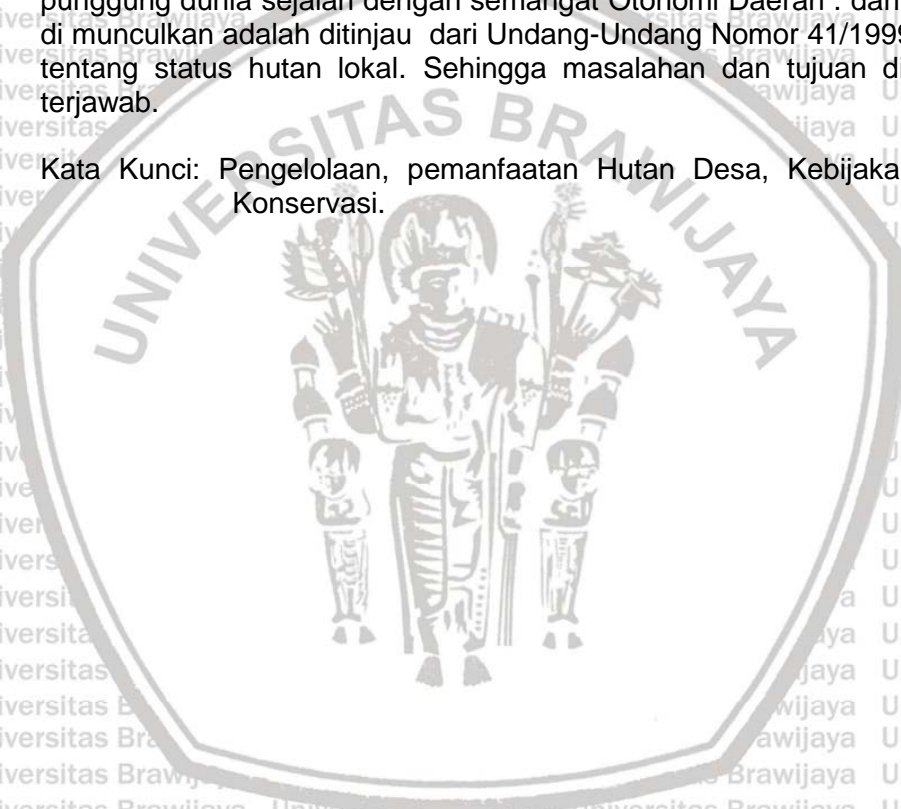 punggung dunia sejalan dengan semangat Otonomi Daerah . dan
di munculkan adalah ditinjau dari Undang-Undang Nomor 41/1999
tentang status hutan lokal. Sehingga masalahan dan tujuan di
terjawab.
Kata Kunci: Pengelolaan, pemanfaatan Hutan Desa, Kebijaka
Konservasi.
UNIVERSITAS BRAWIJAYA